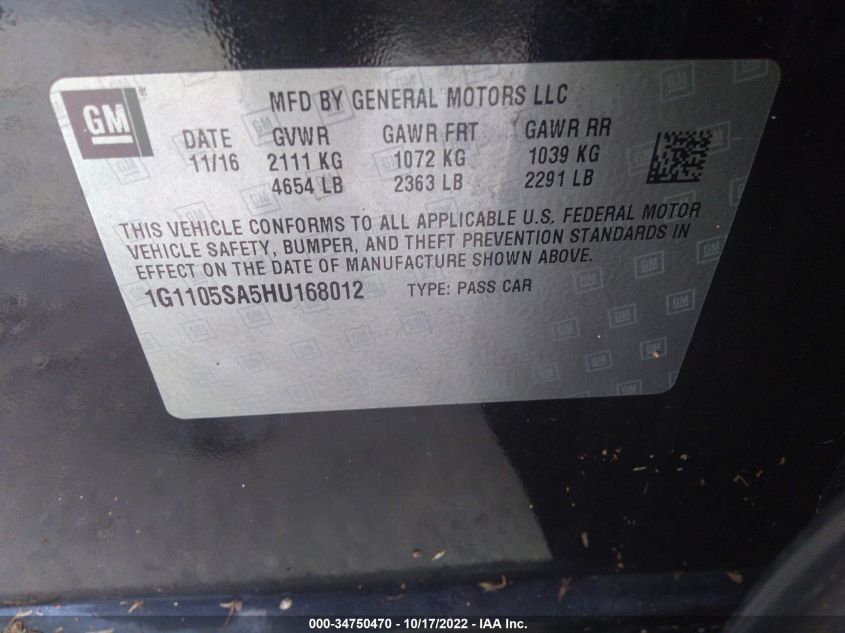 GM
MFD BY GENERAL MOTORS LLC
DATE GVWR GAWR FRT GAWR RR
11/16 2111 KG 1072 KG 1039 KG
4654 LB 2363 LB 2291 LB
THIS VEHICLE CONFORMS TO ALL APPLICABLE U.S. FEDERAL MOTOR
VEHICLE SAFETY, BUMPER, AND THEFT PREVENTION STANDARDS IN
EFFECT ON THE DATE OF MANUFACTURE SHOWN ABOVE.
1G1105SA5HU168012 TYPE: PASS CAR
000-34750470 - 10/17/2022 - IAA Inc.